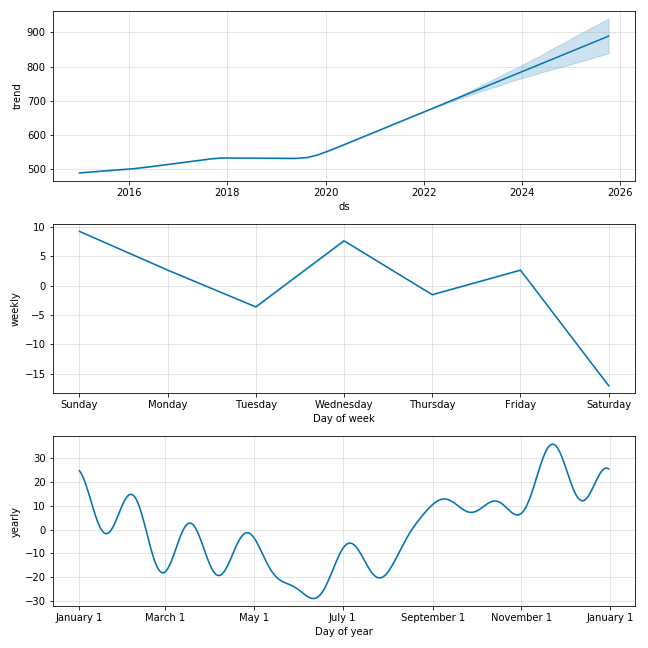 900
800
700
600
500
trend
2016 2018 2020 2022 2024 2026
ds
10
5
0
−5
−10
−15
weekly
Sunday Monday Tuesday Wednesday Thursday Friday Saturday
Day of week
30
20
10
0
−10
−20
−30
yearly
January 1 March 1 May 1 July 1 September 1 November 1 January 1
Day of year